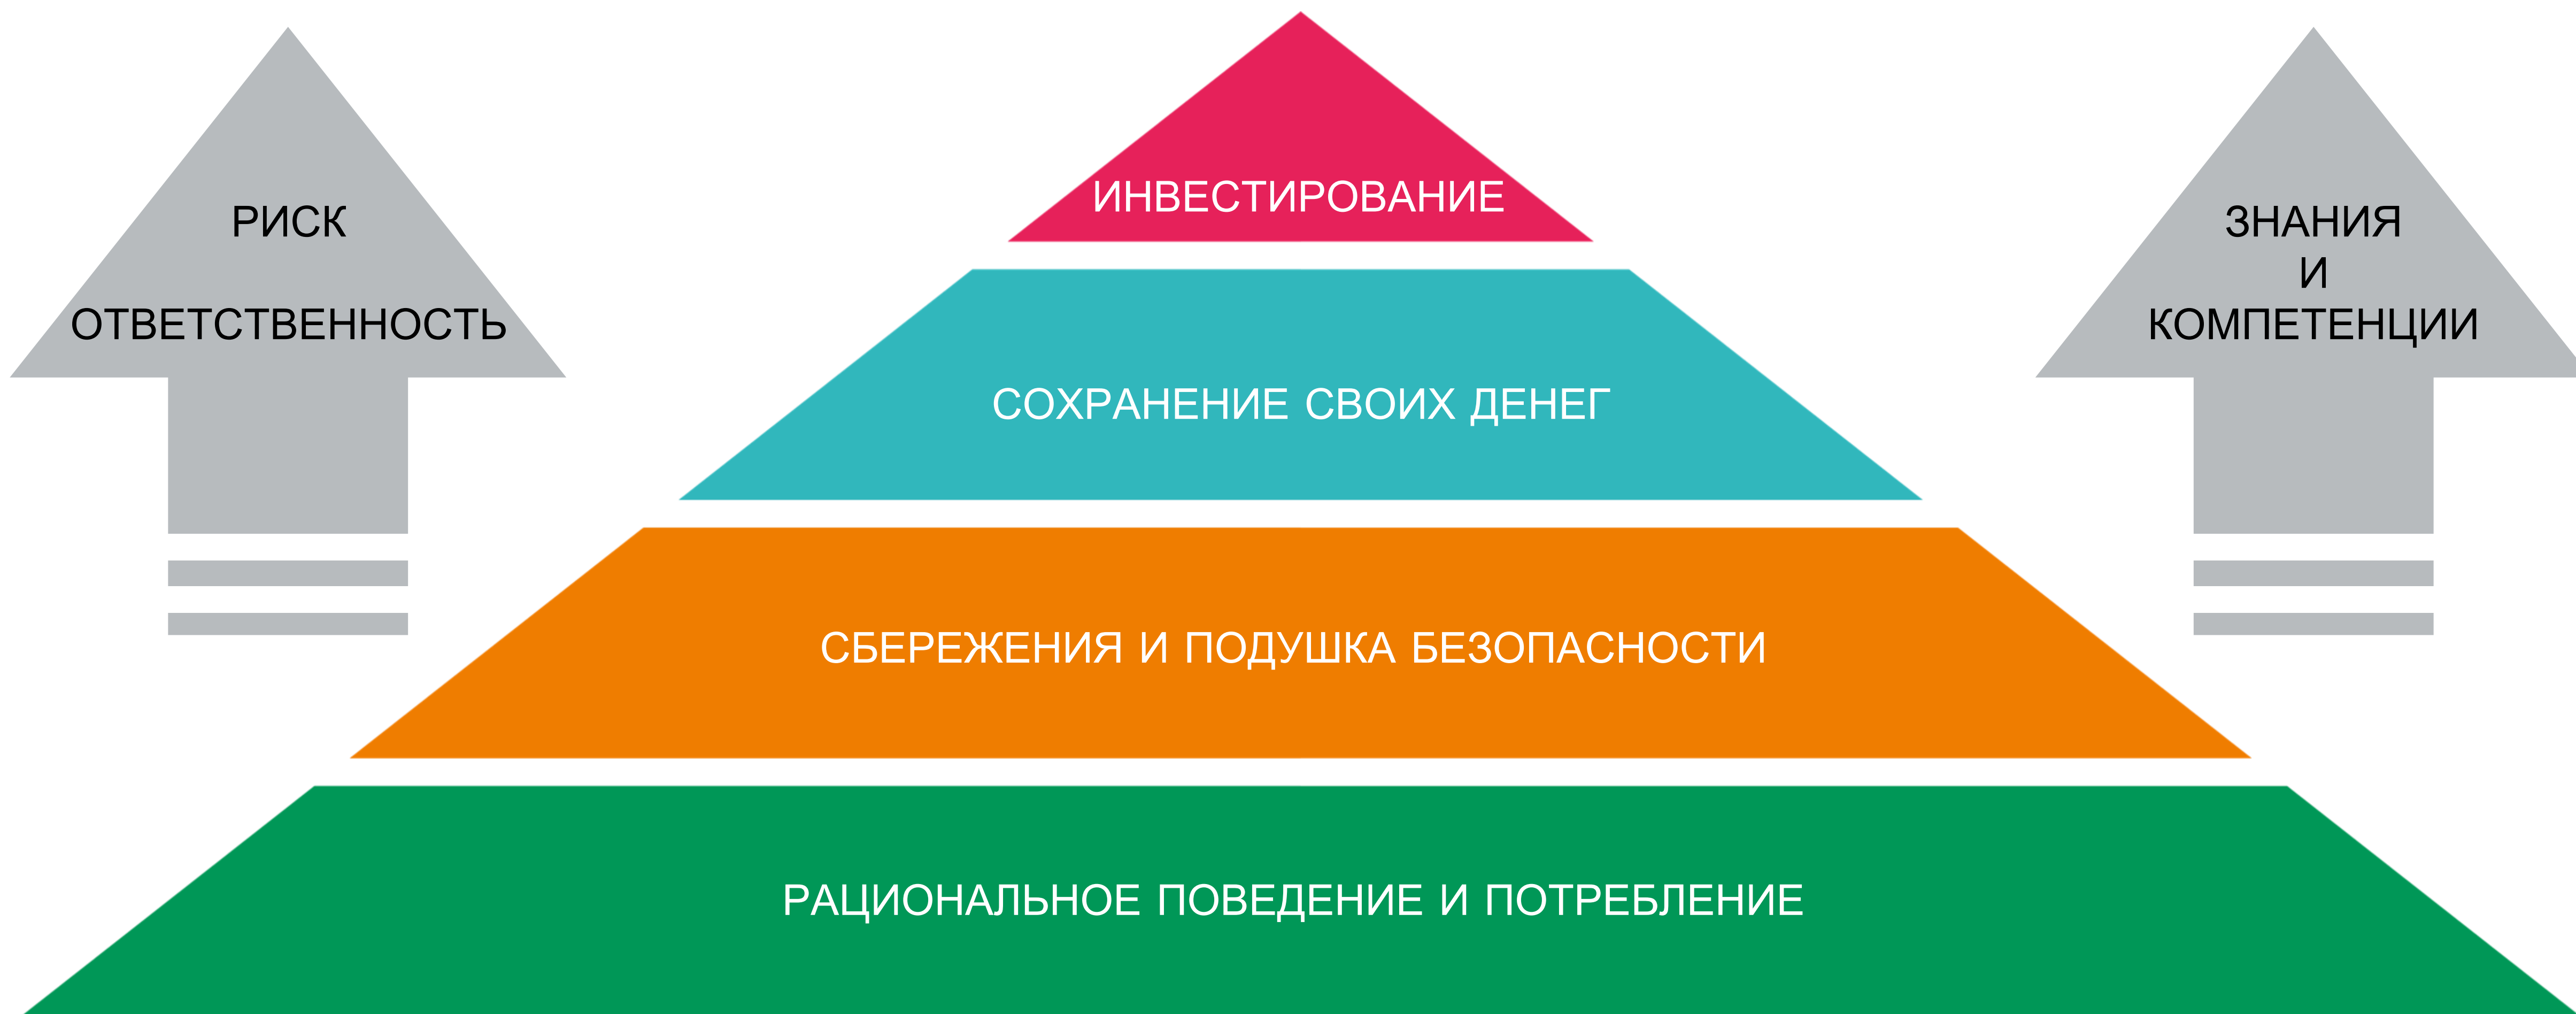 ИНВЕСТИРОВАНИЕ
РИСК
ОТВЕТСТВЕННОСТЬ
ЗНАНИЯ
И
КОМПЕТЕНЦИИ
СОХРАНЕНИЕ СВОИХ ДЕНЕГ
СБЕРЕЖЕНИЯ И ПОДУШКА БЕЗОПАСНОСТИ
РАЦИОНАЛЬНОЕ ПОВЕДЕНИЕ И ПОТРЕБЛЕНИЕ